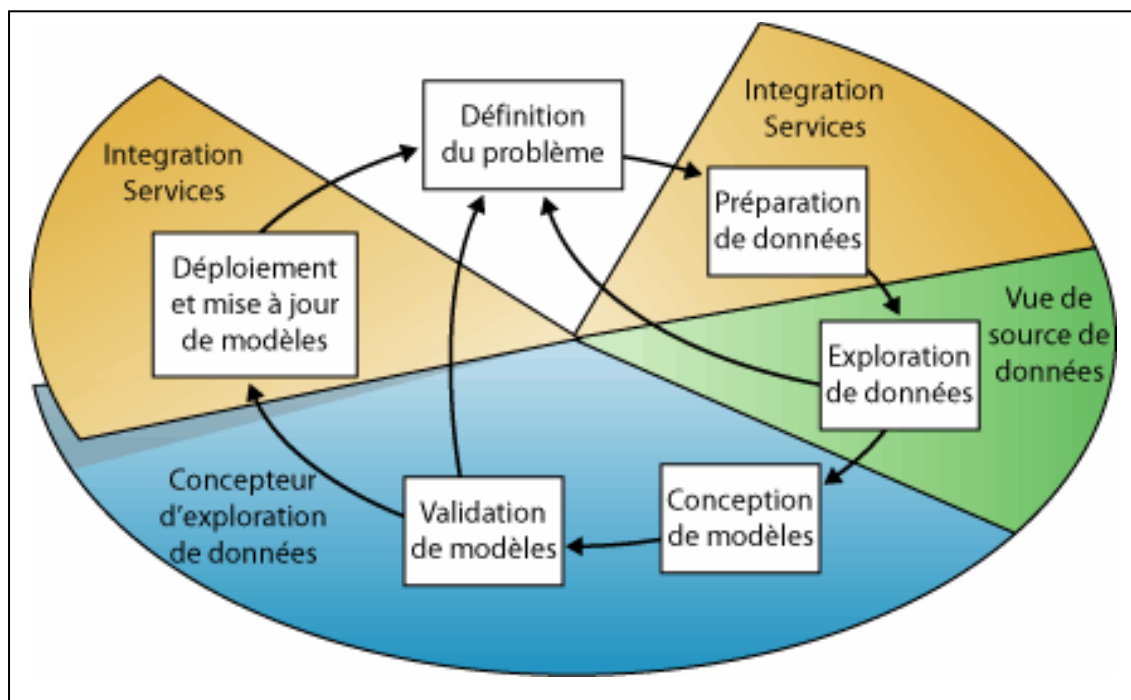 Définition
du problème
Integration
Services
Préparation
de données
Vue de
source de
données
Exploration
de données
Conception
de modèles
Validation
de modèles
Concepteur
d'exploration
de données
Déploiement
et mise à jour
de modèles
Integration
Services